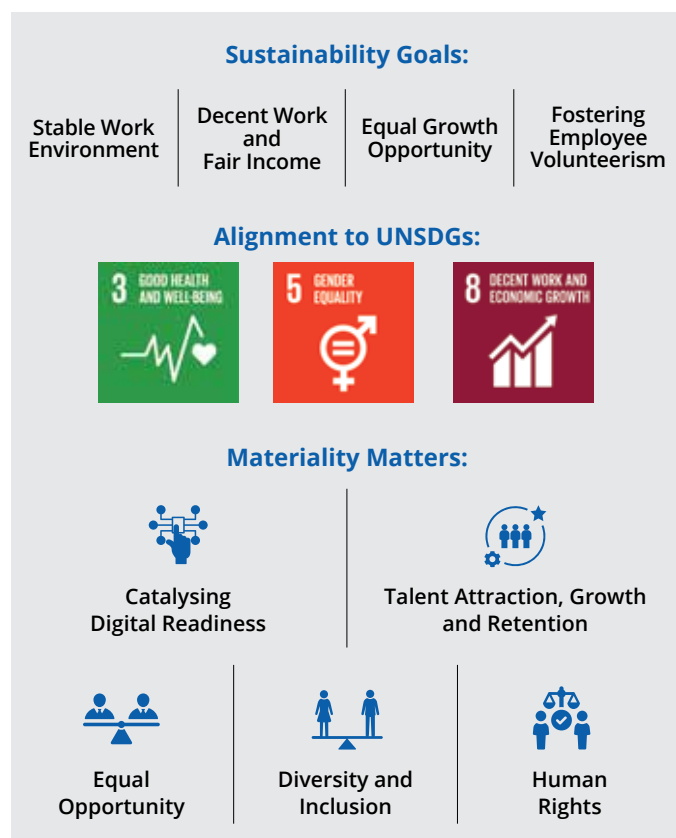 Sustainability Goals:
Stable Work
Environment
Decent Work
and
Fair Income
Equal Growth
Opportunity
Fostering
Employee
Volunteerism
Alignment to UNSDGs:
3 GOOD HEALTH
AND WELL-BEING
5 GENDER
EQUALITY
8 DECENT WORK AND
ECONOMIC GROWTH
Materiality Matters:
Catalysing
Digital Readiness
Talent Attraction, Growth
and Retention
Equal
Opportunity
Diversity and
Inclusion
Human
Rights